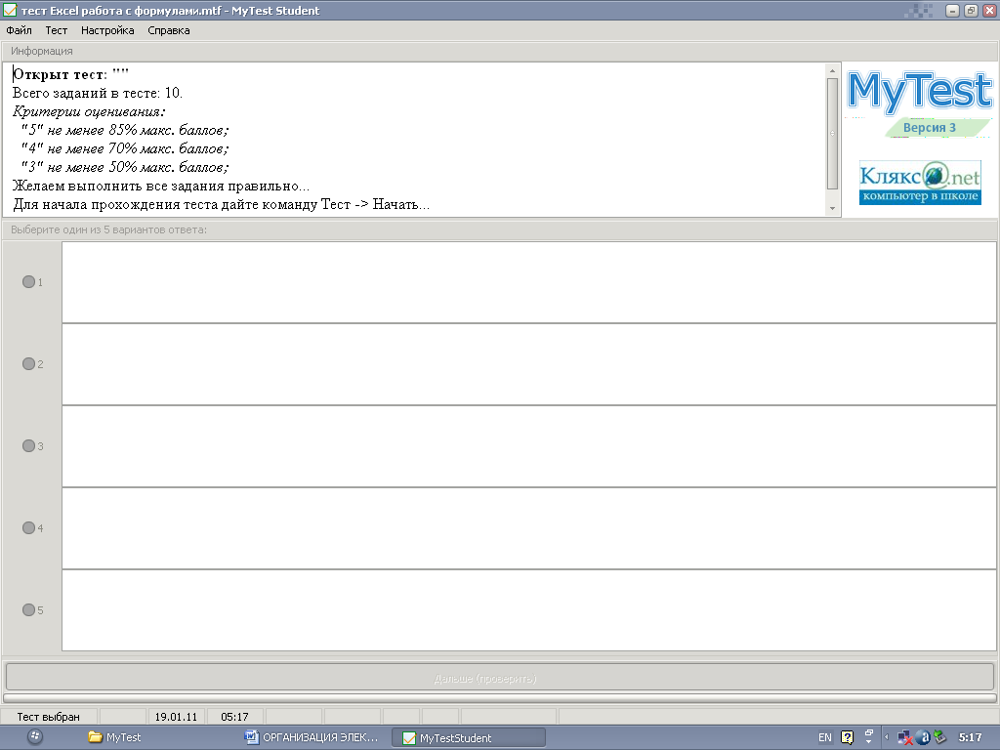 тест Excel работа с формулами.mtf - MyTest Student
Файл Тест Настройка Справка
Информация
Открыт тест: ""
Всего заданий в тесте: 10.
Критерии оценивания:
"5" не менее 85% макс. баллов;
"4" не менее 70% макс. баллов;
"3" не менее 50% макс. баллов;
Желаем выполнить все задания правильно...
Для начала прохождения теста дайте команду Тест -> Начать...
MyTest
Версия 3
Клякс@.net
компьютер в школе
Выберите один из 5 вариантов ответа:
1
2
3
4
5
Дальше (проверить)
Тест выбран 19.01.11 05:17
MyTest ОРГАНИЗАЦИЯ ЭЛЕК... MyTestStudent EN 5:17